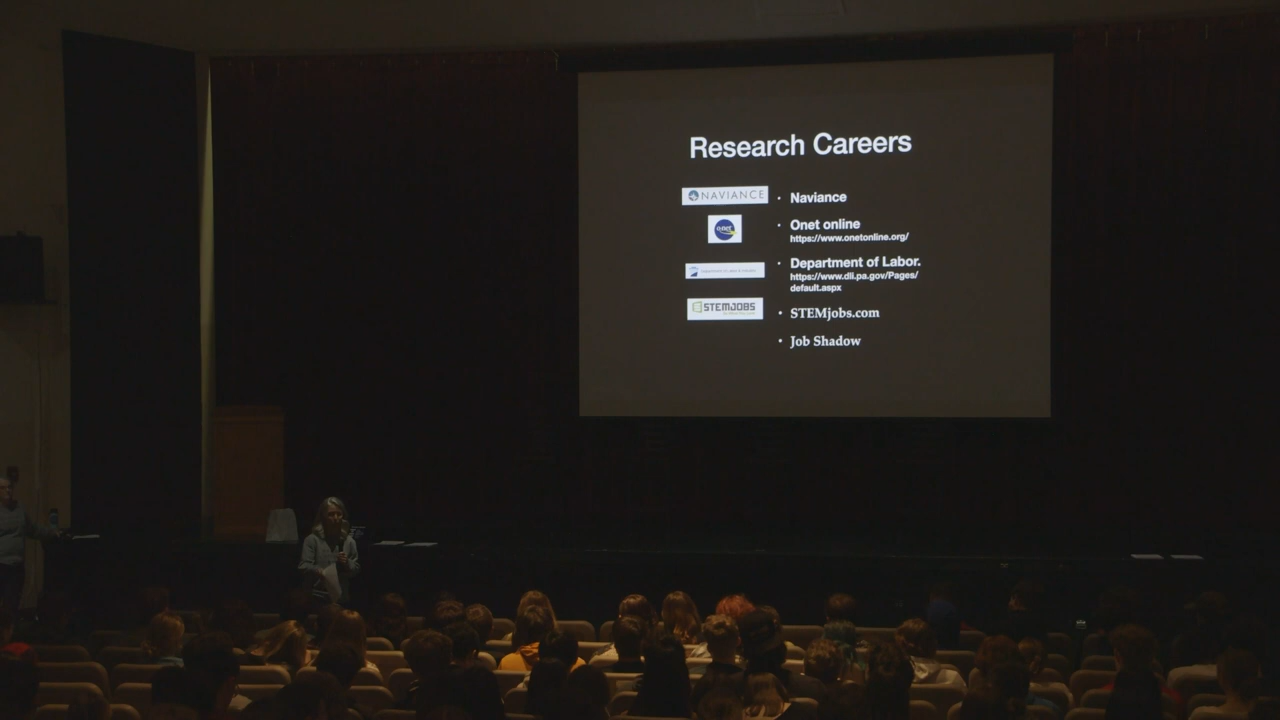 Research Careers
NAVIANCE
• Naviance
o·net
• Onet online
https://www.onetonline.org/
• Department of Labor.
https://www.dli.pa.gov/Pages/
default.aspx
STEMJOBS
• STEMjobs.com
• Job Shadow